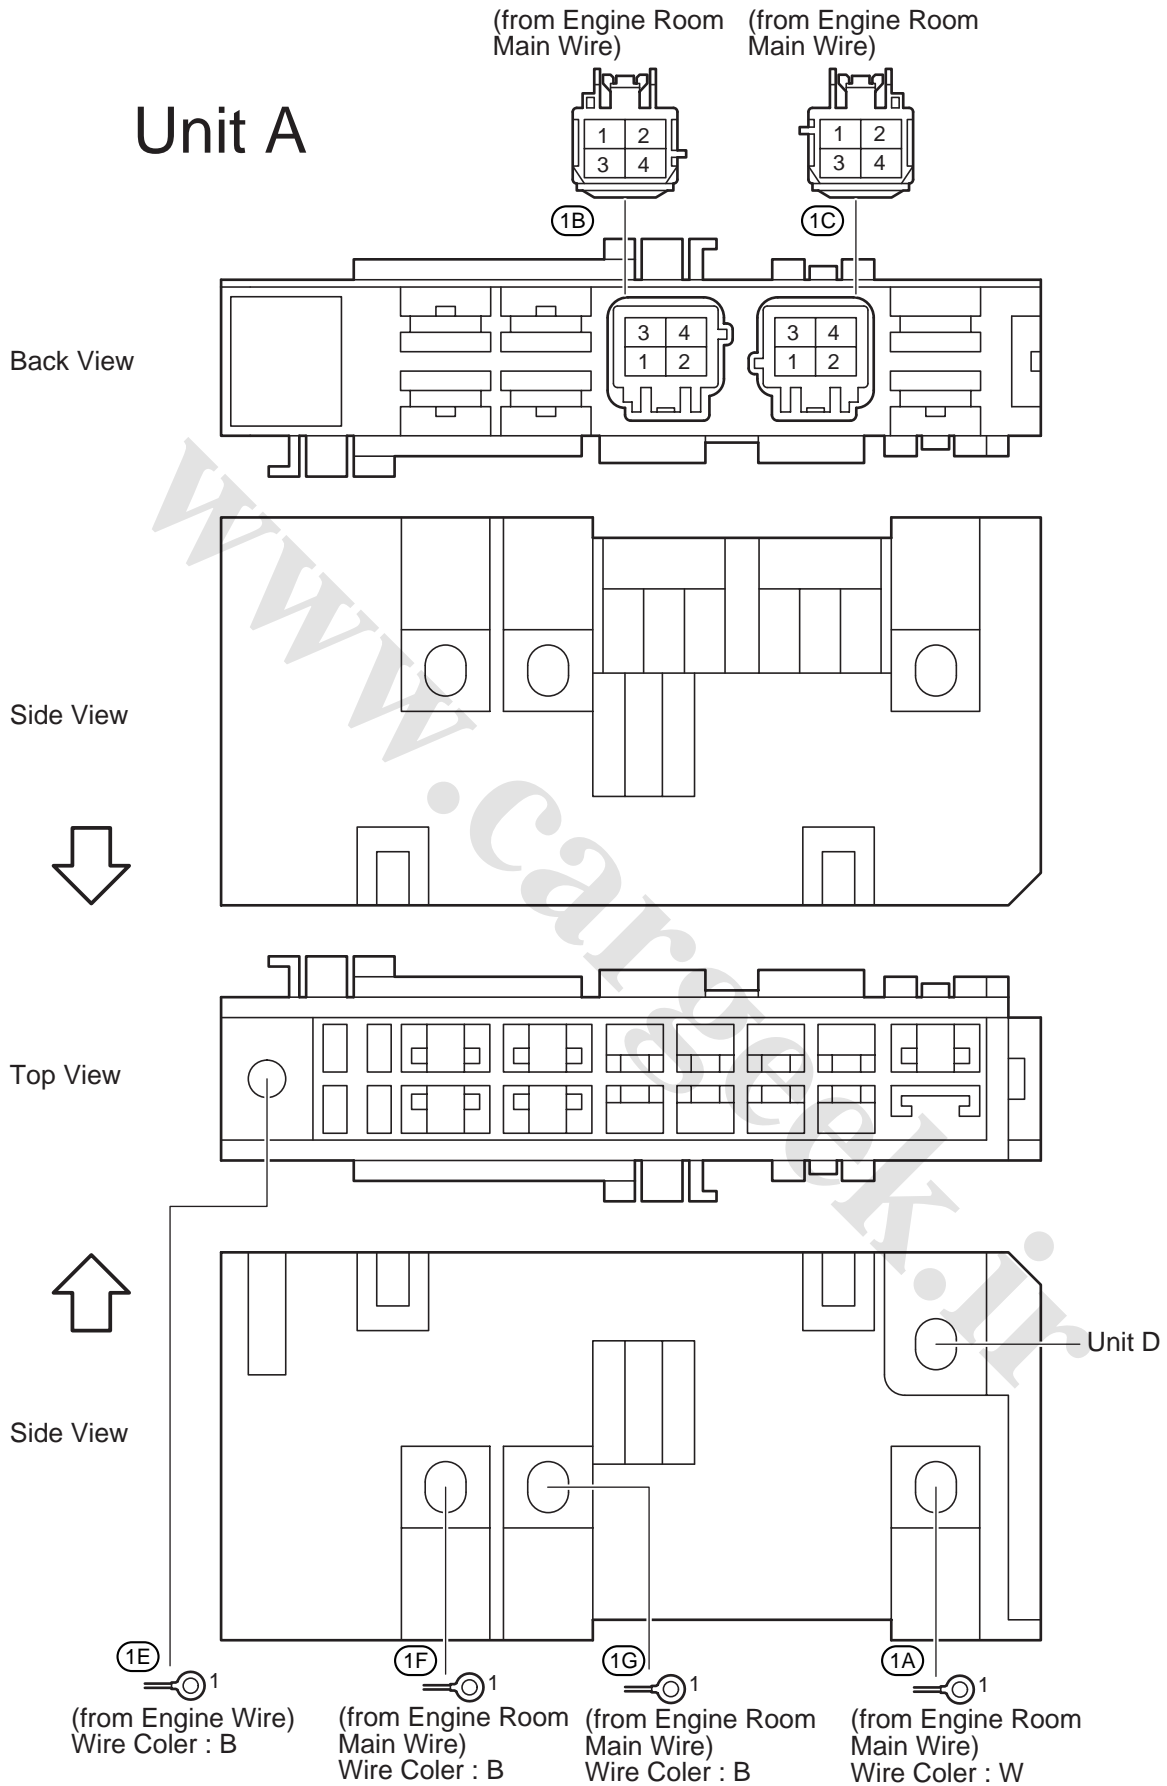 (from Engine Room
Main Wire)
(from Engine Room
Main Wire)
Unit A
1 2
3 4
1 2
3 4
1B
1C
Back View
3 4
1 2
3 4
1 2
Side View
Top View
Unit D
Side View
1E
1F
1G
1A
1
1
1
1
(from Engine Wire)
Wire Coler : B
(from Engine Room
Main Wire)
Wire Coler : B
(from Engine Room
Main Wire)
Wire Coler : B
(from Engine Room
Main Wire)
Wire Coler : W
www.cargeek.ir